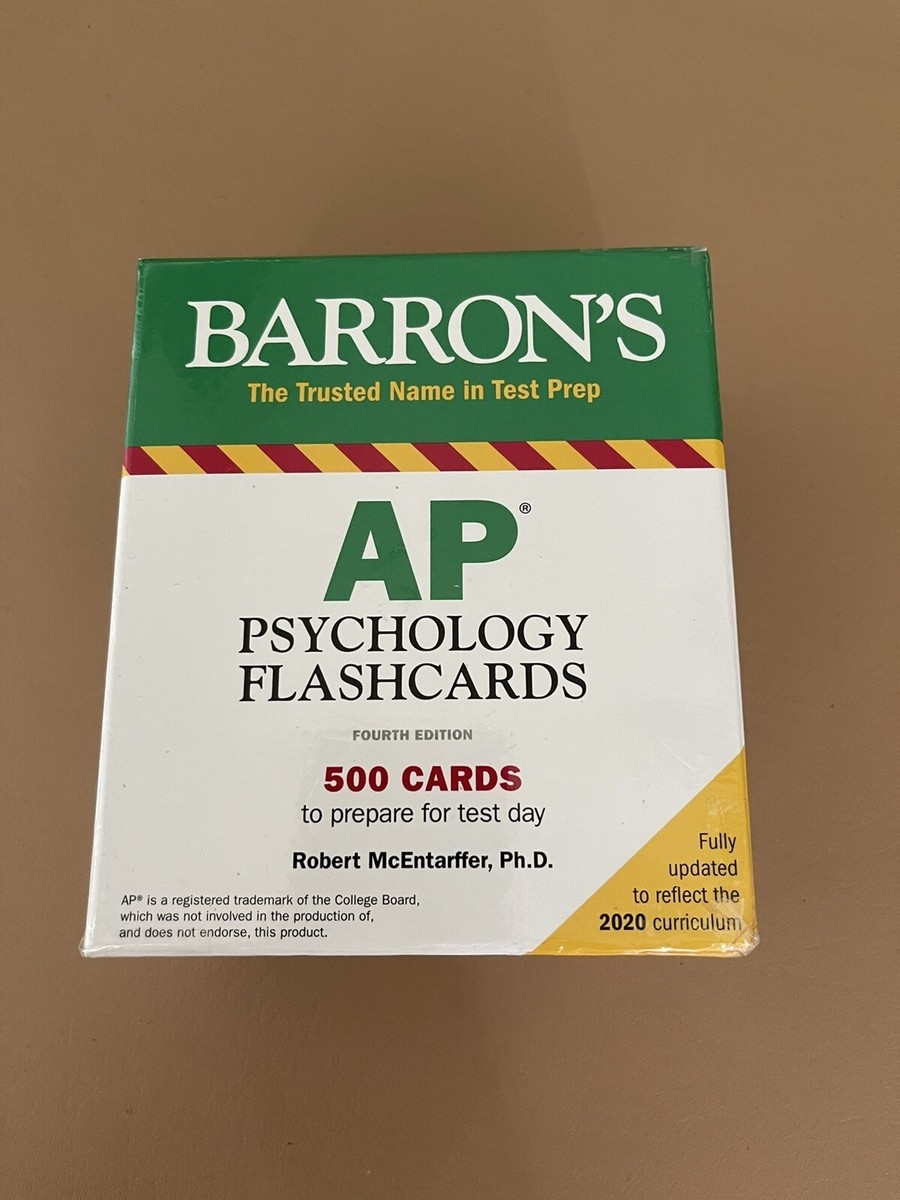 BARRON'S
The Trusted Name in Test Prep
AP®
PSYCHOLOGY
FLASHCARDS
FOURTH EDITION
500 CARDS
to prepare for test day
Robert McEntarffer, Ph.D.
AP® is a registered trademark of the College Board,
which was not involved in the production of,
and does not endorse, this product.
Fully
updated
to reflect the
2020 curriculum